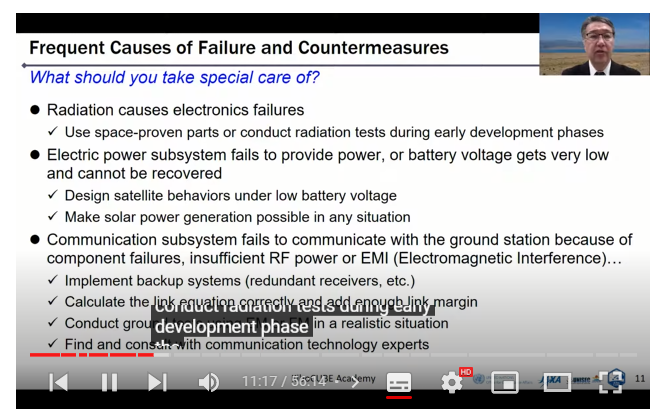 Frequent Causes of Failure and Countermeasures
What should you take special care of?
● Radiation causes electronics failures
✓ Use space-proven parts or conduct radiation tests during early development phases
● Electric power subsystem fails to provide power, or battery voltage gets very low
and cannot be recovered
✓ Design satellite behaviors under low battery voltage
✓ Make solar power generation possible in any situation
● Communication subsystem fails to communicate with the ground station because of
component failures, insufficient RF power or EMI (Electromagnetic Interference)…
✓ Implement backup systems (redundant receivers, etc.)
✓ Calculate the link equation correctly and add enough link margin
conduct radiation tests during early
✓ Conduct ground in a realistic situation
development phase
✓ Find and consult with communication technology experts
11:17 / 56:14
CUBE Academy
HD
JAXA
11